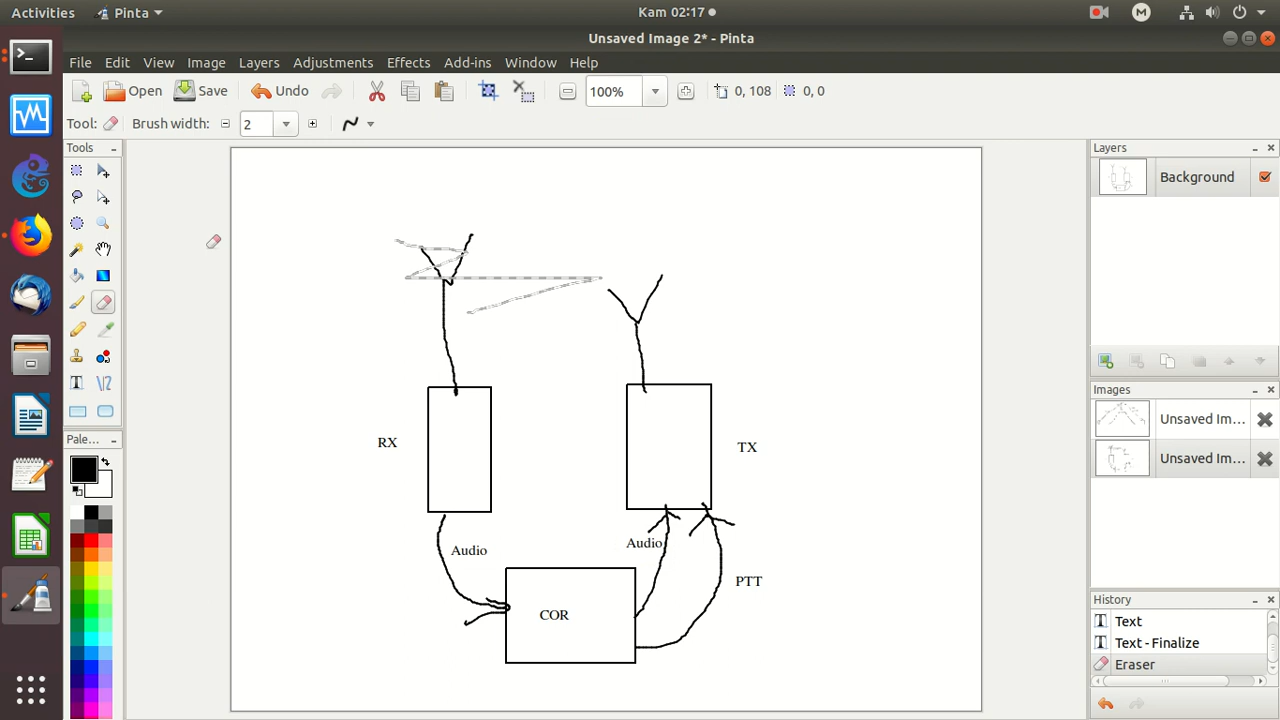 Activities Pinta Kam 02:17 M
Unsaved Image 2* - Pinta
File Edit View Image Layers Adjustments Effects Add-ins Window Help
Open Save Undo 100% 0, 108 0, 0
Tool: Brush width: 2
Tools
Layers
Background
Images
Unsaved Im...
Unsaved Im...
Pale...
History
Text
Text - Finalize
Eraser
RX
TX
Audio
Audio
PTT
COR